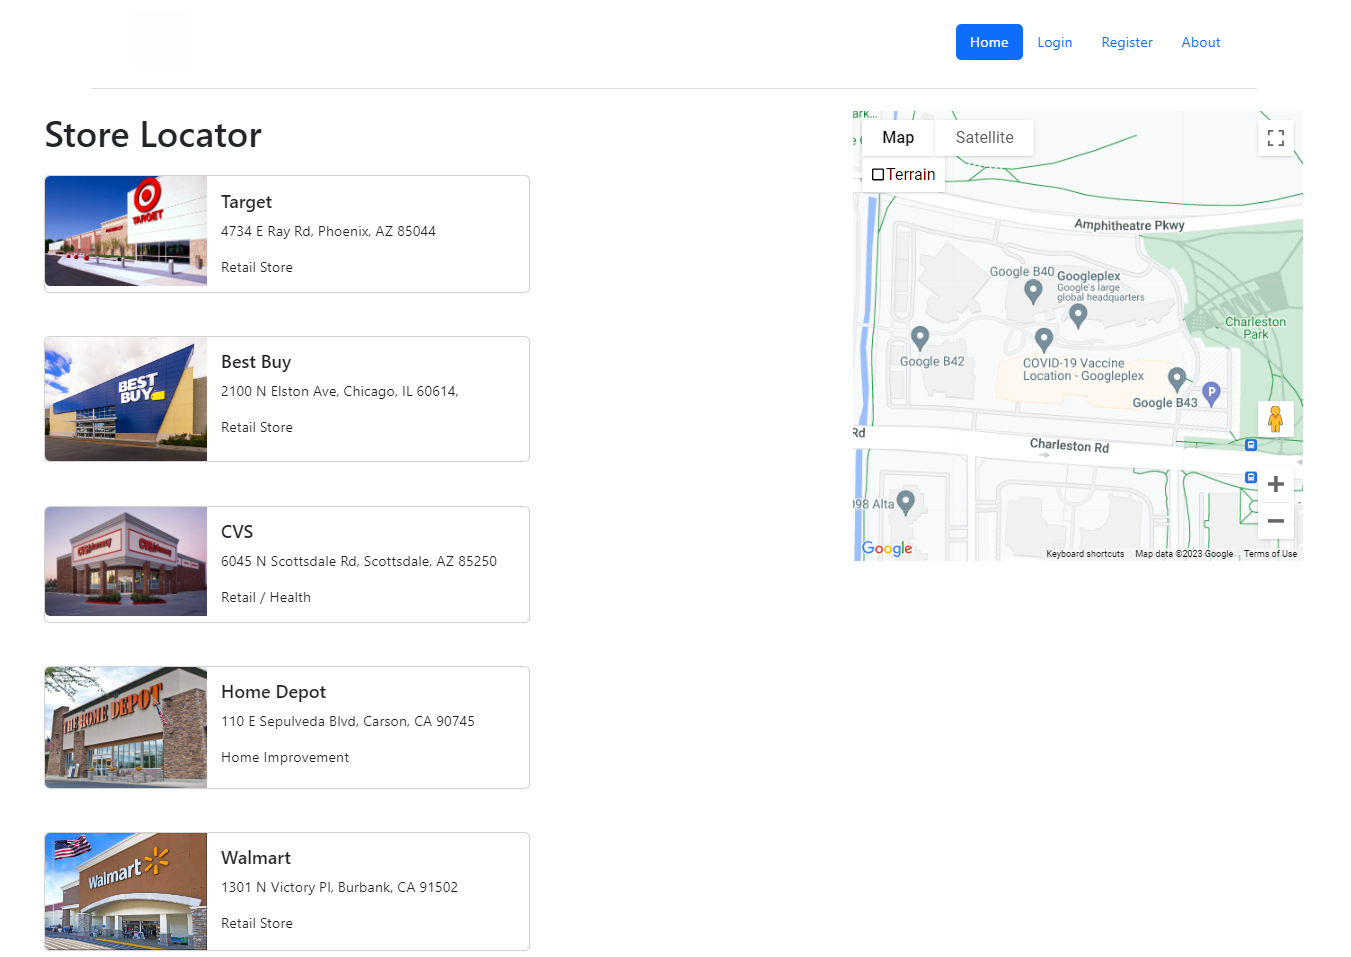 Home Login Register About
Store Locator
TARGET
Target
4734 E Ray Rd, Phoenix, AZ 85044
Retail Store
BEST
BUY
Best Buy
2100 N Elston Ave, Chicago, IL 60614,
Retail Store
CVS/pharmacy
CVS
6045 N Scottsdale Rd, Scottsdale, AZ 85250
Retail / Health
THE HOME DEPOT
Home Depot
110 E Sepulveda Blvd, Carson, CA 90745
Home Improvement
Walmart
Walmart
1301 N Victory Pl, Burbank, CA 91502
Retail Store
ark...
Map Satellite
Terrain
Amphitheatre Pkwy
Google B40
Googleplex
Google's large
global headquarters
Charleston
Park
Google B42
COVID-19 Vaccine
Location - Googleplex
P
Google B43
Rd
Charleston Rd
098 Alta
Google
Keyboard shortcuts Map data ©2023 Google Terms of Use